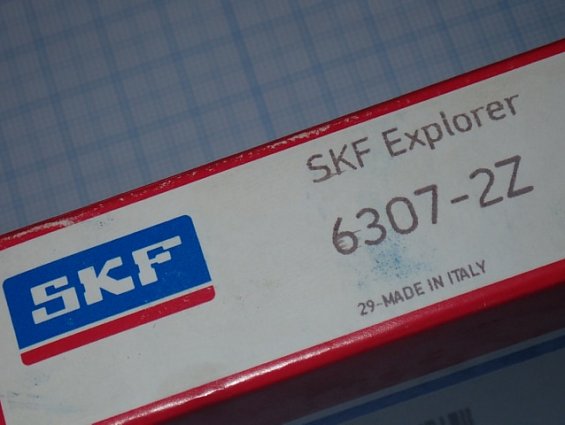 SKF
SKF Explorer
6307-2Z
29-MADE IN ITALY